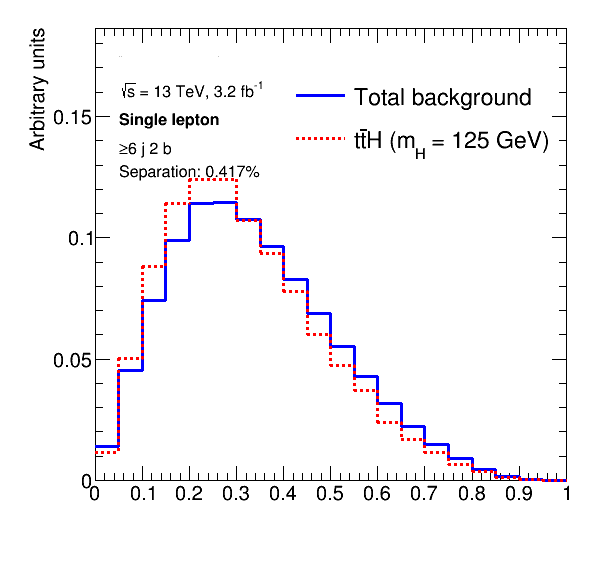 Arbitrary units
√s = 13 TeV, 3.2 fb⁻¹
Single lepton
≥6 j 2 b
Separation: 0.417%
Total background
tt̄H (m_H = 125 GeV)
0.15
0.1
0.05
0
0 0.1 0.2 0.3 0.4 0.5 0.6 0.7 0.8 0.9 1